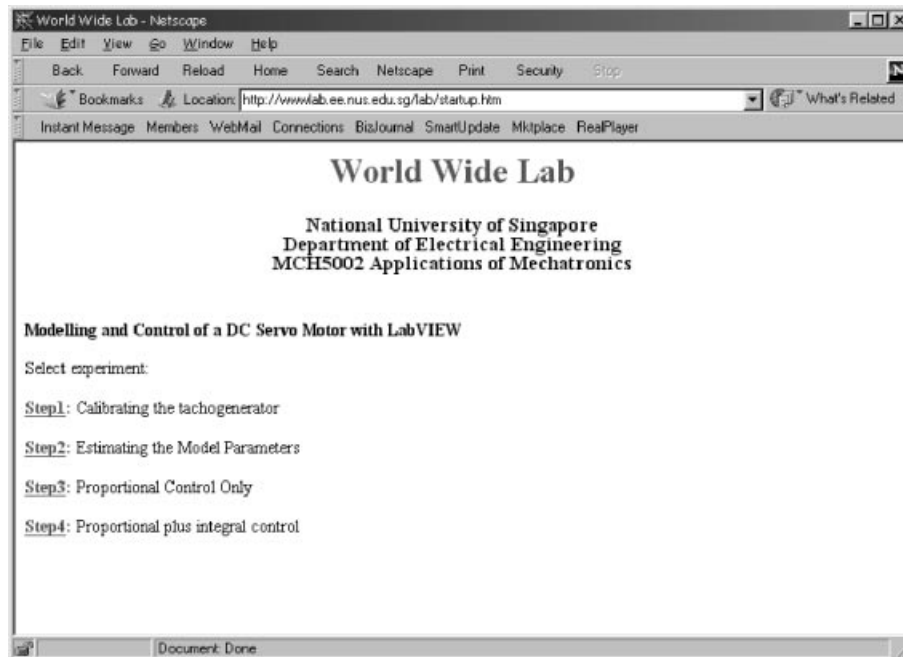 World Wide Lab - Netscape
File Edit View Go Window Help
Back Forward Reload Home Search Netscape Print Security Stop
Bookmarks Location: http://wwwlab.ee.nus.edu.sg/lab/startup.htm What's Related
Instant Message Members WebMail Connections BizJournal SmartUpdate Mktplace RealPlayer
World Wide Lab
National University of Singapore
Department of Electrical Engineering
MCH5002 Applications of Mechatronics
Modelling and Control of a DC Servo Motor with LabVIEW
Select experiment:
Step1: Calibrating the tachogenerator
Step2: Estimating the Model Parameters
Step3: Proportional Control Only
Step4: Proportional plus integral control
Document: Done